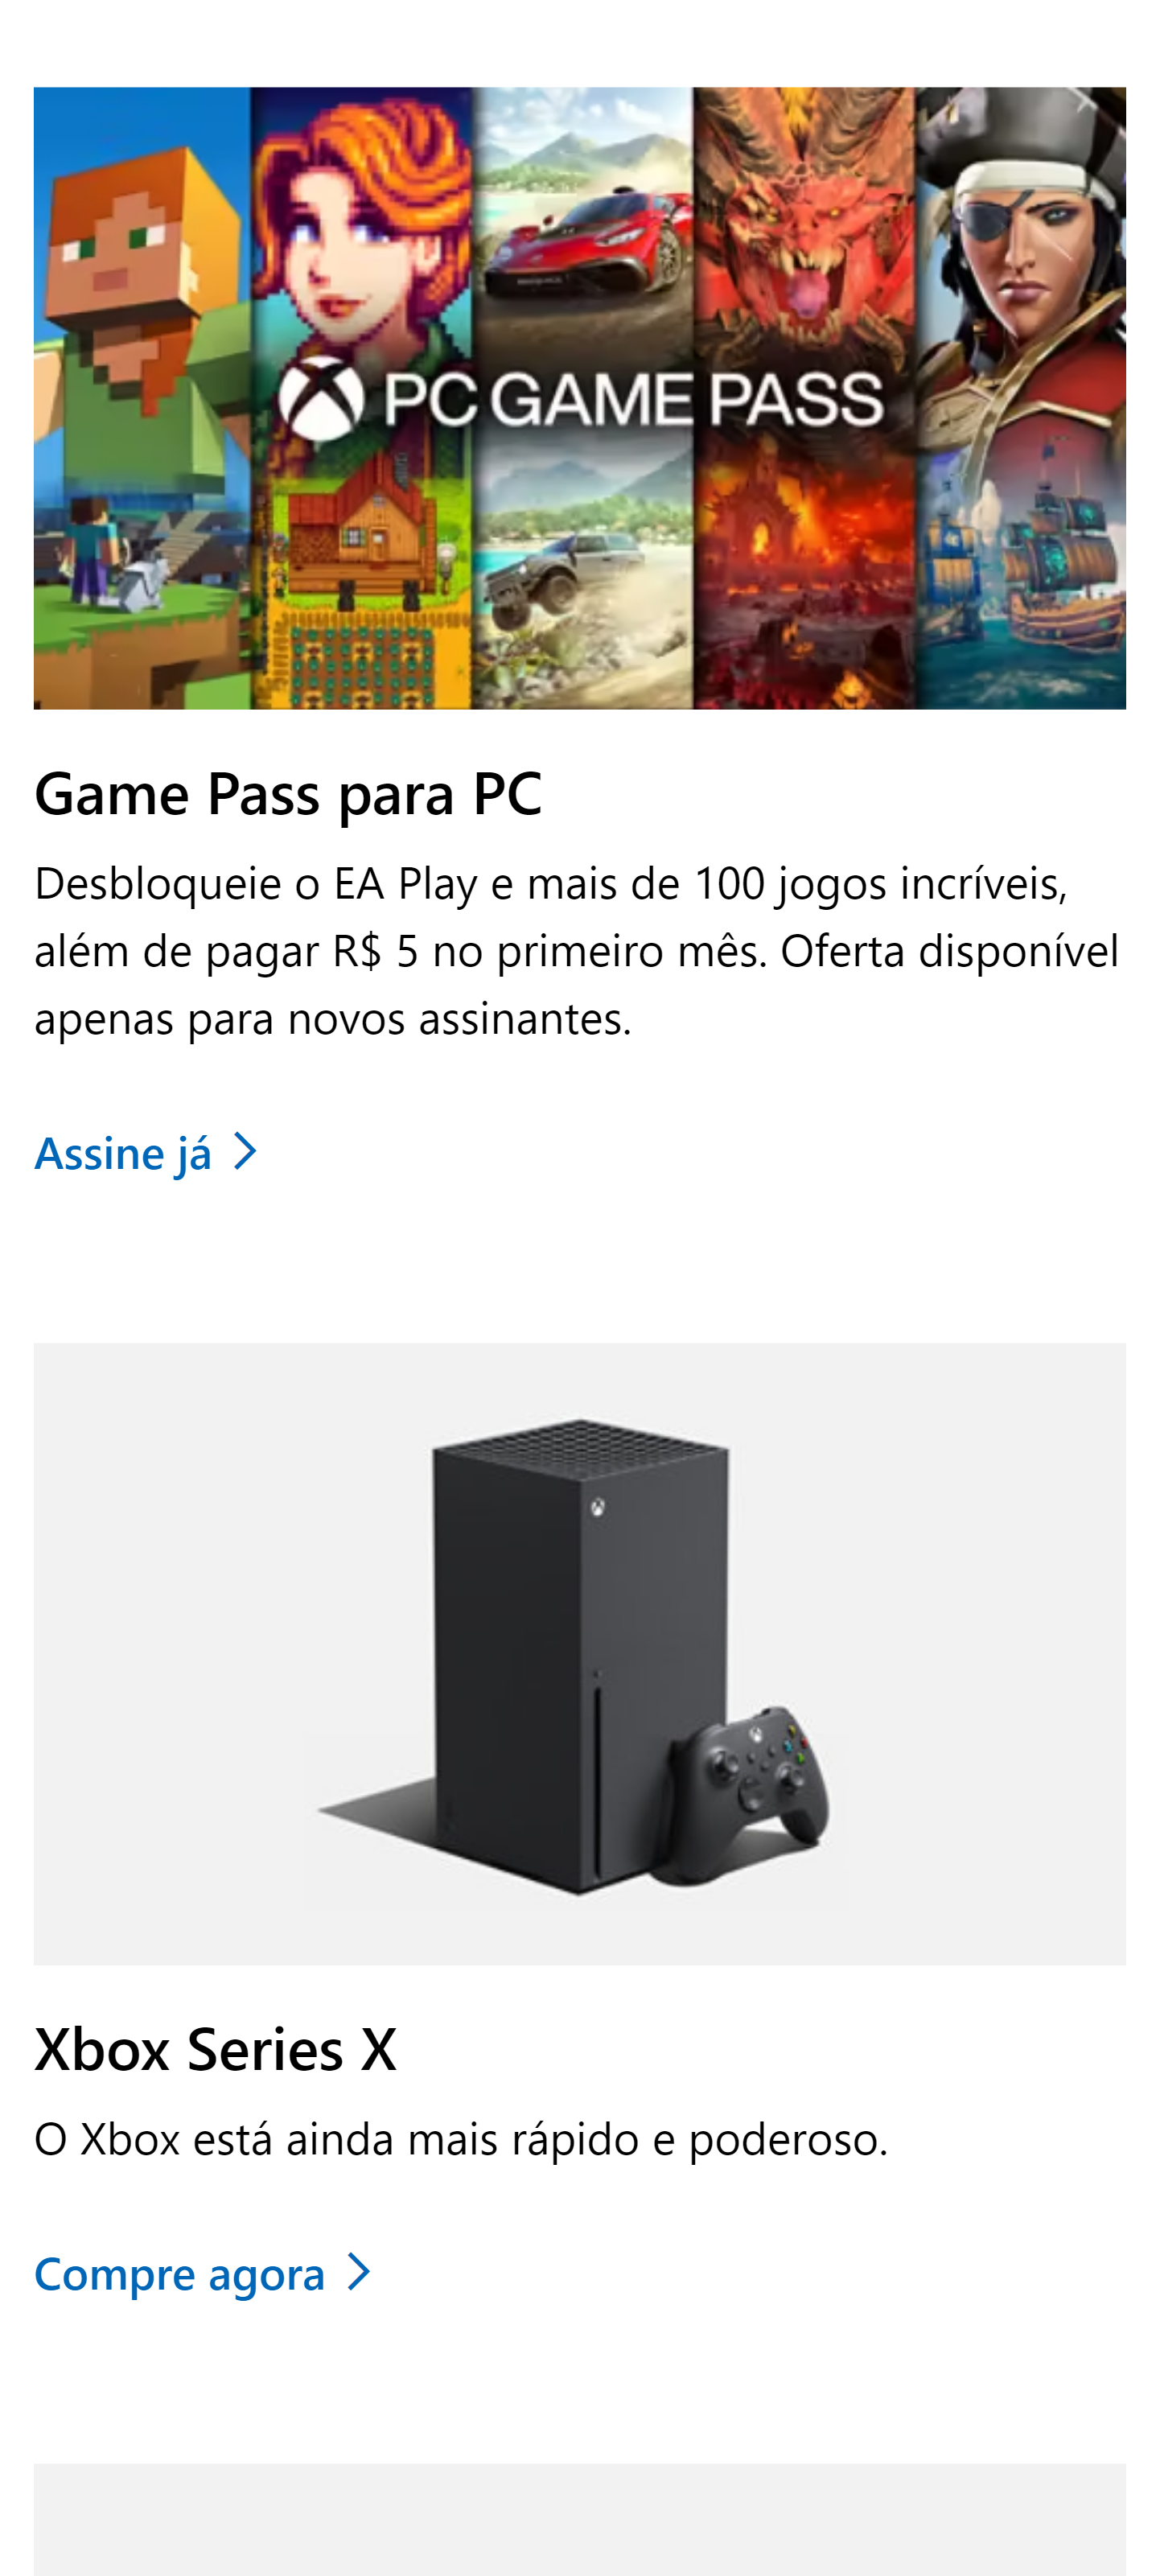 PC GAME PASS
Game Pass para PC
Desbloqueie o EA Play e mais de 100 jogos incríveis,
além de pagar R$ 5 no primeiro mês. Oferta disponível
apenas para novos assinantes.
Assine já
Xbox Series X
O Xbox está ainda mais rápido e poderoso.
Compre agora